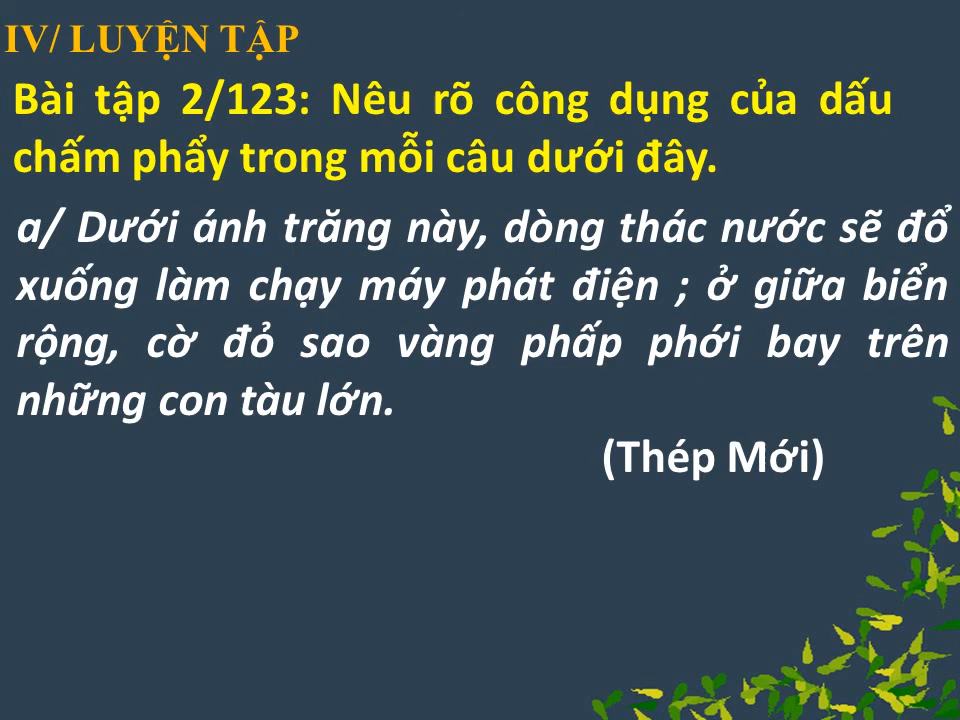 IV/ LUYỆN TẬP
Bài tập 2/123: Nêu rõ công dụng của dấu
chấm phẩy trong mỗi câu dưới đây.
a/ Dưới ánh trăng này, dòng thác nước sẽ đổ
xuống làm chạy máy phát điện ; ở giữa biển
rộng, cờ đỏ sao vàng phấp phới bay trên
những con tàu lớn.
(Thép Mới)